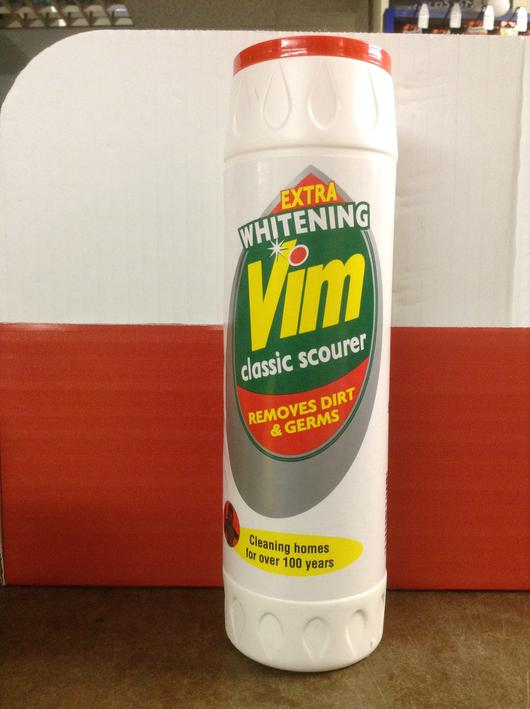 EXTRA
WHITENING
Vim
classic scourer
REMOVES DIRT
& GERMS
Cleaning homes
for over 100 years